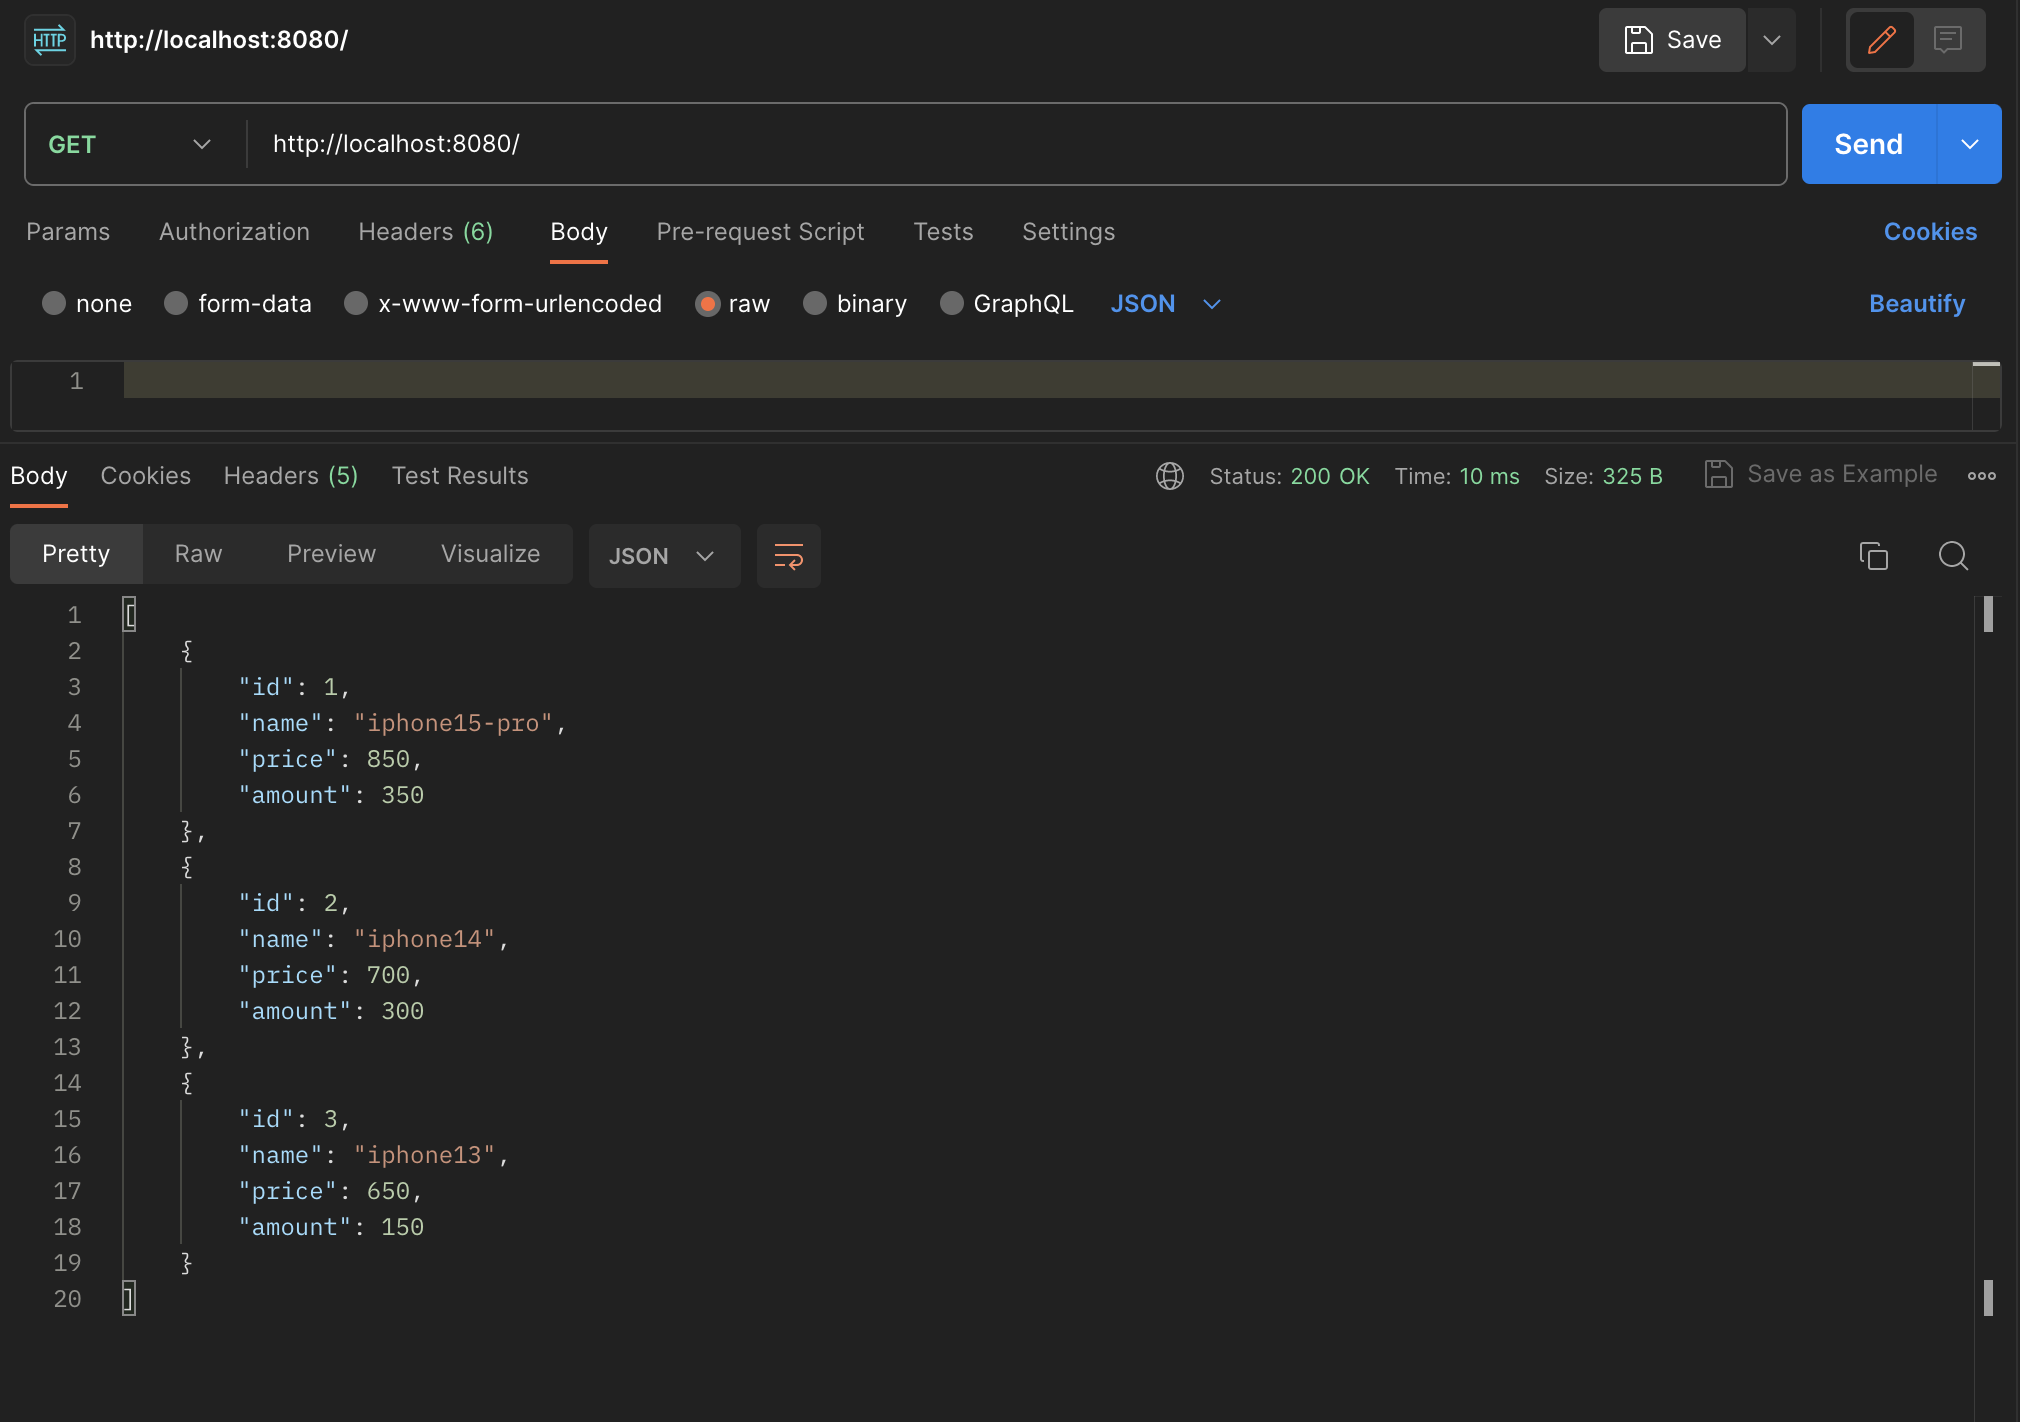 HTTP http://localhost:8080/ Save
GET http://localhost:8080/ Send
Params Authorization Headers (6) Body Pre-request Script Tests Settings Cookies
none form-data x-www-form-urlencoded raw binary GraphQL JSON Beautify
1
Body Cookies Headers (5) Test Results Status: 200 OK Time: 10 ms Size: 325 B Save as Example
Pretty Raw Preview Visualize JSON
1 [
2 {
3 "id": 1,
4 "name": "iphone15-pro",
5 "price": 850,
6 "amount": 350
7 },
8 {
9 "id": 2,
10 "name": "iphone14",
11 "price": 700,
12 "amount": 300
13 },
14 {
15 "id": 3,
16 "name": "iphone13",
17 "price": 650,
18 "amount": 150
19 }
20 ]